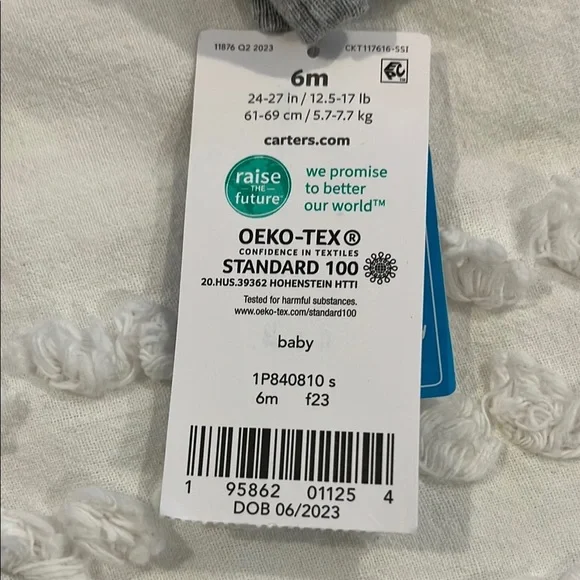 11876 Q2 2023 CKT117616-SSI
6m
24-27 in / 12.5-17 lb
61-69 cm / 5.7-7.7 kg
carters.com
raise
THE
future
we promise
to better
our world™
OEKO-TEX®
CONFIDENCE IN TEXTILES
STANDARD 100
20.HUS.39362 HOHENSTEIN HTTI
Tested for harmful substances.
www.oeko-tex.com/standard100
baby
1P840810 s
6m f23
1 95862 01125 4
DOB 06/2023